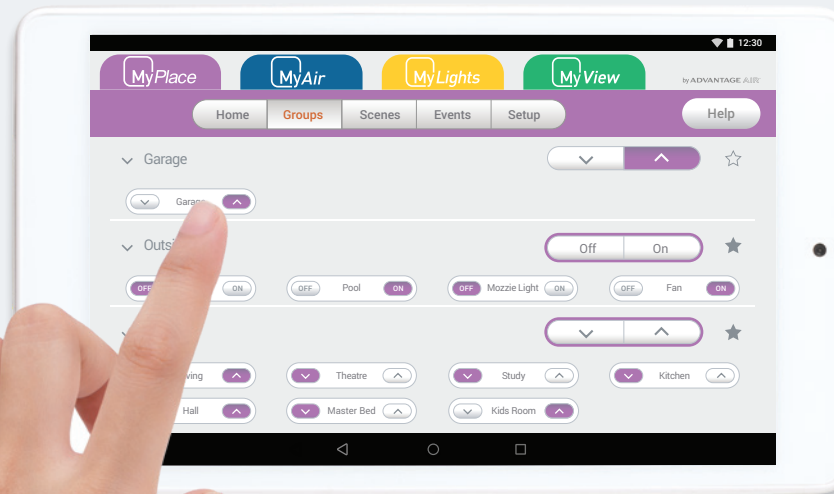 12:30
MyPlace
MyAir
MyLights
MyView
by ADVANTAGE AIR
Home Groups Scenes Events Setup
Help
Garage
Garage
Outsi
Off On
OFF ON
OFF Pool ON
OFF Mozzie Light ON
OFF Fan ON
ving
Theatre
Study
Kitchen
Hall
Master Bed
Kids Room